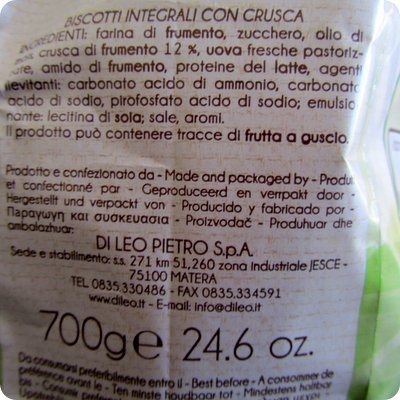 BISCOTTI INTEGRALI CON CRUSCA
INGREDIENTI: farina di frumento, zucchero, olio di
mais, crusca di frumento 12 %, uova fresche pastoriz-
zate, amido di frumento, proteine del latte, agenti
lievitanti: carbonato acido di ammonio, carbonato
acido di sodio, pirofosfato acido di sodio; emulsio-
nante: lecitina di soia; sale, aromi.
Il prodotto può contenere tracce di frutta a guscio.
Prodotto e confezionato da - Made and packaged by - Produit
et confectionné par - Geproduceerd en verpakt door -
Hergestellt und verpackt von - Producido y fabricado por -
Παραγωγη και συσκευασια - Proizvođač - Produhuar dhe
ambalazhuar:
DI LEO PIETRO S.p.A.
Sede e stabilimento: s.s. 271 km 51,260 zona Industriale JESCE -
75100 MATERA
TEL 0835.330486 - FAX 0835.334591
www.dileo.it - E-mail: info@dileo.it
700g e 24.6 oz.
Da consumarsi preferibilmente entro il - Best before - A consommer de
préférence avant le - Ten minste houdbaar tot - Mindestens haltbar
bis - Consumir